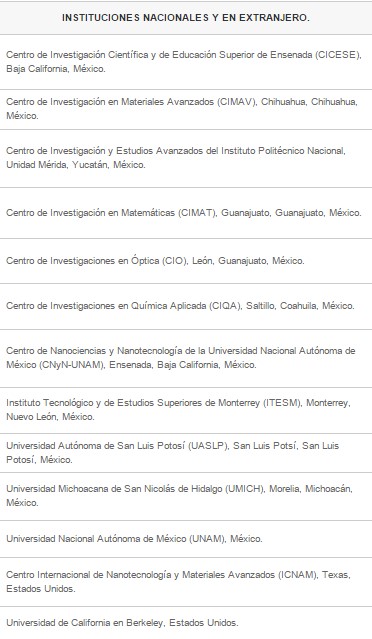 INSTITUCIONES NACIONALES Y EN EXTRANJERO.
Centro de Investigación Científica y de Educación Superior de Ensenada (CICESE),
Baja California, México.
Centro de Investigación en Materiales Avanzados (CIMAV), Chihuahua, Chihuahua,
México.
Centro de Investigación y Estudios Avanzados del Instituto Politécnico Nacional,
Unidad Mérida, Yucatán, México.
Centro de Investigación en Matemáticas (CIMAT), Guanajuato, Guanajuato, México.
Centro de Investigaciones en Óptica (CIO), León, Guanajuato, México.
Centro de Investigaciones en Química Aplicada (CIQA), Saltillo, Coahuila, México.
Centro de Nanociencias y Nanotecnología de la Universidad Nacional Autónoma de
México (CNyN-UNAM), Ensenada, Baja California, México.
Instituto Tecnológico y de Estudios Superiores de Monterrey (ITESM), Monterrey,
Nuevo León, México.
Universidad Autónoma de San Luis Potosí (UASLP), San Luis Potsí, San Luis
Potosí, México.
Universidad Michoacana de San Nicolás de Hidalgo (UMICH), Morelia, Michoacán,
México.
Universidad Nacional Autónoma de México (UNAM), México.
Centro Internacional de Nanotecnología y Materiales Avanzados (ICNAM), Texas,
Estados Unidos.
Universidad de California en Berkeley, Estados Unidos.